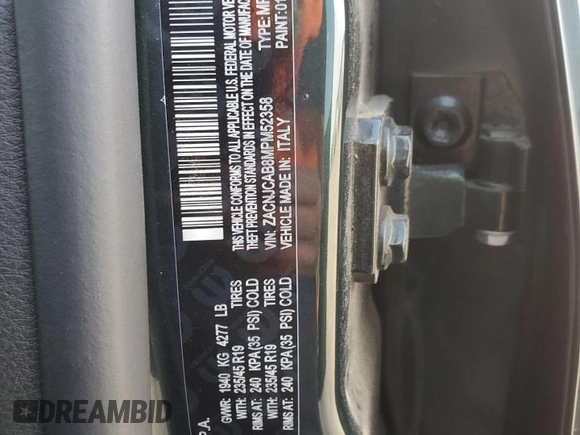 P.A.
GVWR: 1940 KG 4277 LB
WITH: 235/45 R19 TIRES
RIMS AT: 240 KPA (35 PSI) COLD
WITH: 235/45 R19 TIRES
RIMS AT: 240 KPA (35 PSI) COLD
THIS VEHICLE CONFORMS TO ALL APPLICABLE U.S. FEDERAL MOTOR VE
THEFT PREVENTION STANDARDS IN EFFECT ON THE DATE OF MANUFAC
VIN: ZACNJCAB8MPM52358 TYPE: MP
VEHICLE MADE IN: ITALY PAINT: 01
DREAMBID